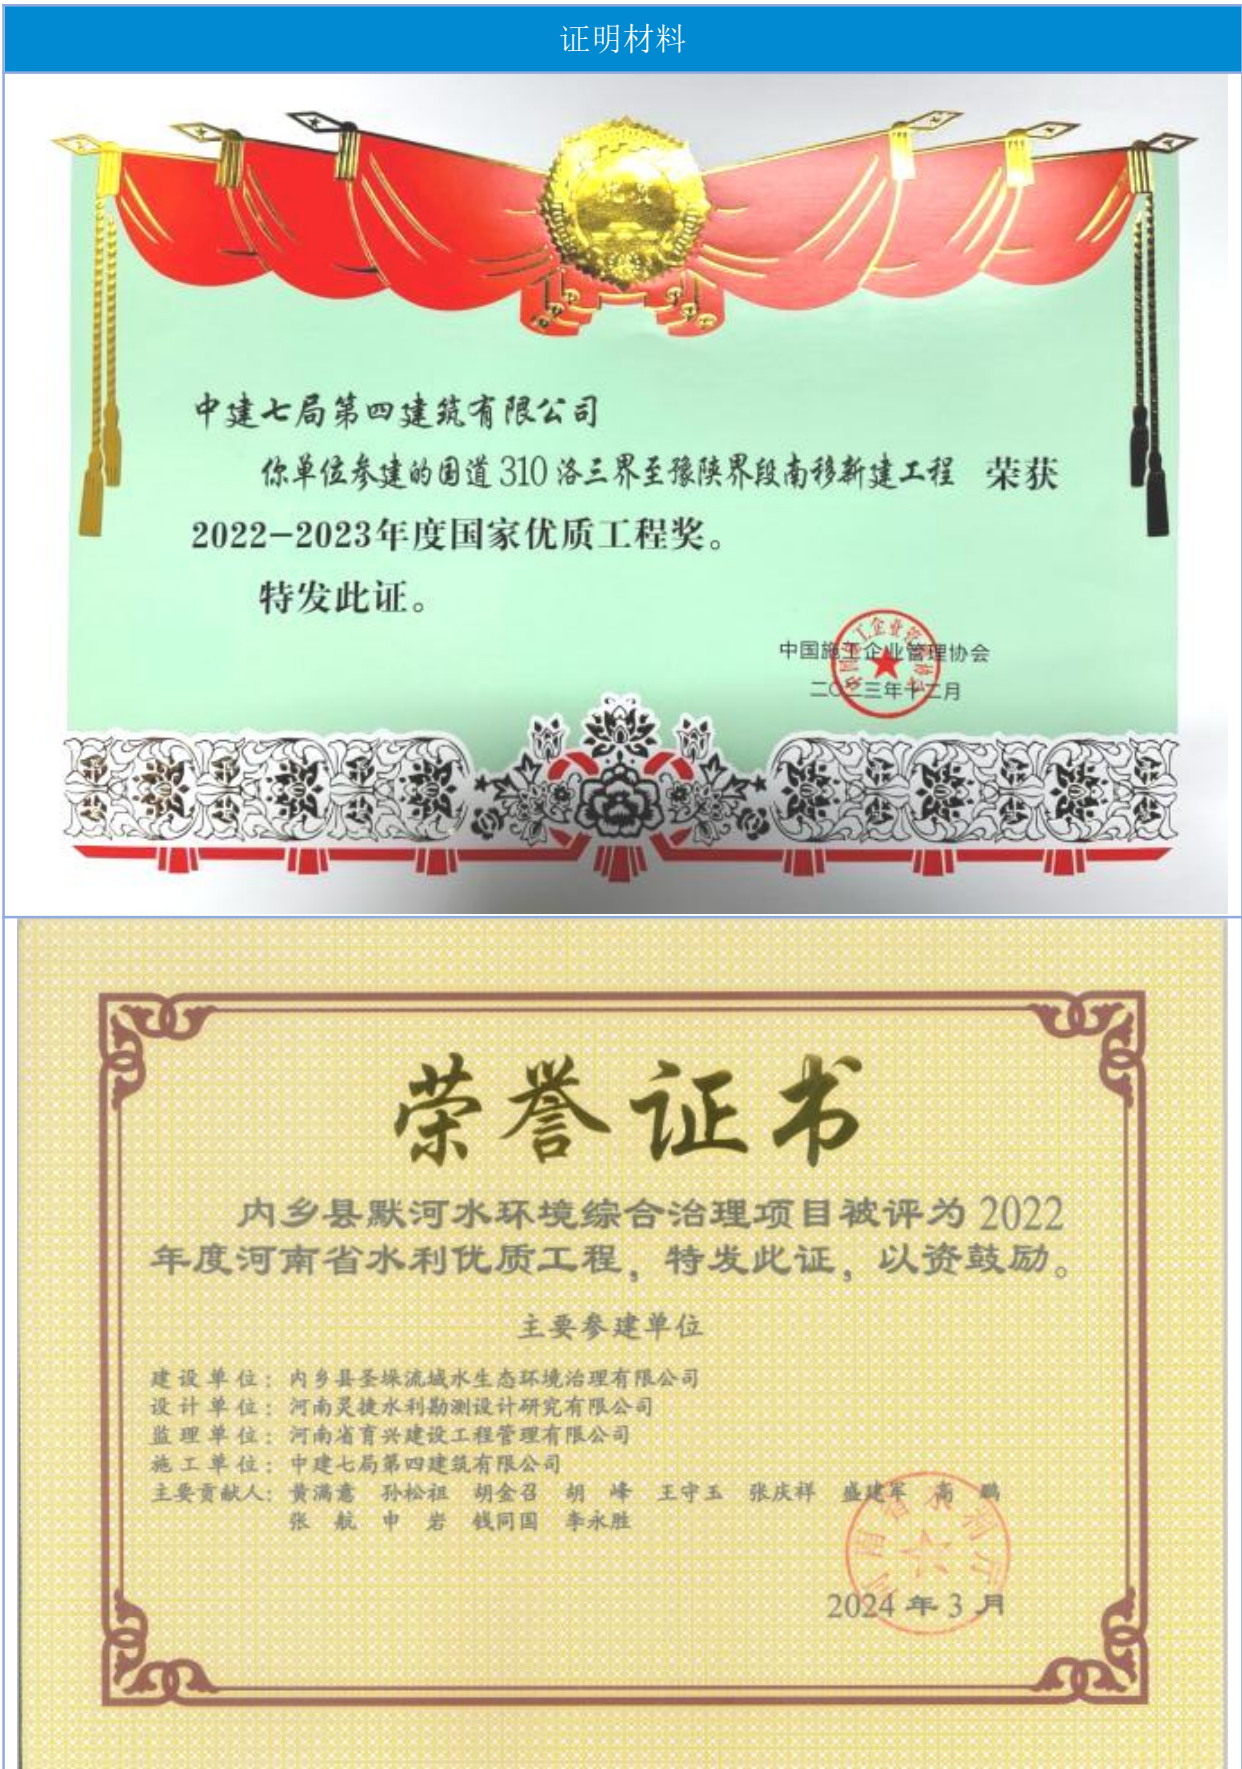 证明材料
中建七局第四建筑有限公司
你单位参建的国道310洛三界至豫陕界段南移新建工程 荣获
2022-2023年度国家优质工程奖。
特发此证。
中国施工企业管理协会
二〇二三年十二月
荣誉证书
内乡县默河水环境综合治理项目被评为2022
年度河南省水利优质工程，特发此证，以资鼓励。
主要参建单位
建设单位：内乡县圣垛流域水生态环境治理有限公司
设计单位：河南灵捷水利勘测设计研究有限公司
监理单位：河南省育兴建设工程管理有限公司
施工单位：中建七局第四建筑有限公司
主要贡献人：黄满意 孙松祖 胡金召 胡 峰 王守玉 张庆祥 盛建军 高 鹏
张 航 申 岩 钱同国 李永胜
河南省水利厅
2024年3月